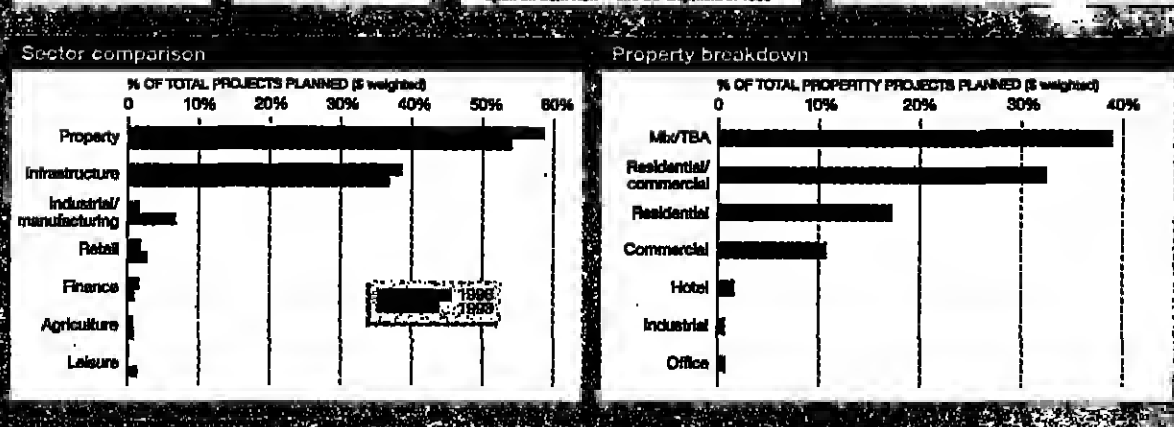 Sector comparison
% OF TOTAL PROJECTS PLANNED ($ weighted)
0 10% 20% 30% 40% 50% 60%
Property
Infrastructure
Industrial/
manufacturing
Retail
Finance
Agriculture
Leisure
1996
1993
Property breakdown
% OF TOTAL PROPERTY PROJECTS PLANNED ($ weighted)
0 10% 20% 30% 40%
Mix/TBA
Residential/
commercial
Residential
Commercial
Hotel
Industrial
Office